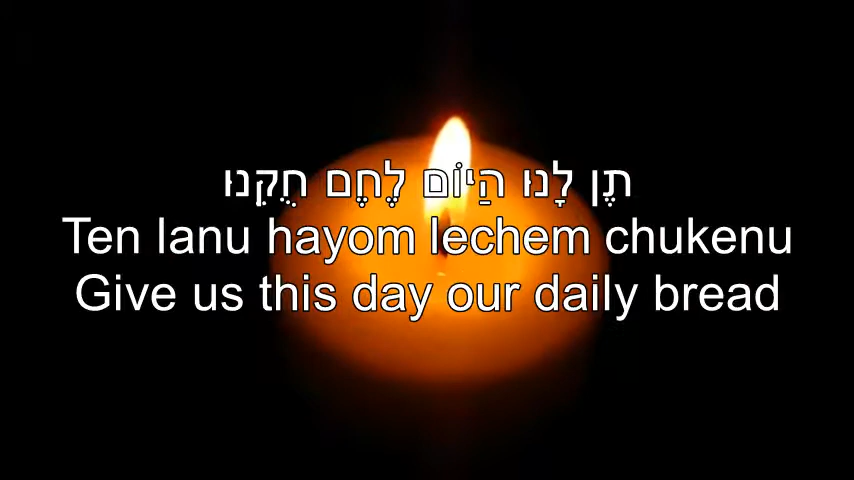 תֶן לָנוּ הַיּוֹם לֶחֶם חֻקֵּנוּ
Ten lanu hayom lechem chukenu
Give us this day our daily bread